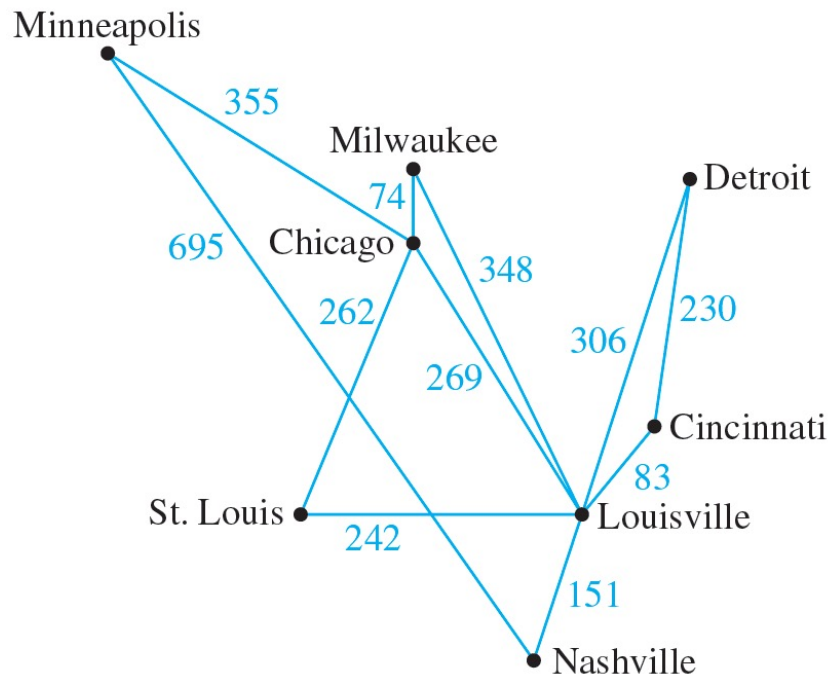 Minneapolis
355
Milwaukee
74
Detroit
695
Chicago
348
262
230
306
269
Cincinnati
83
St. Louis
Louisville
242
151
Nashville